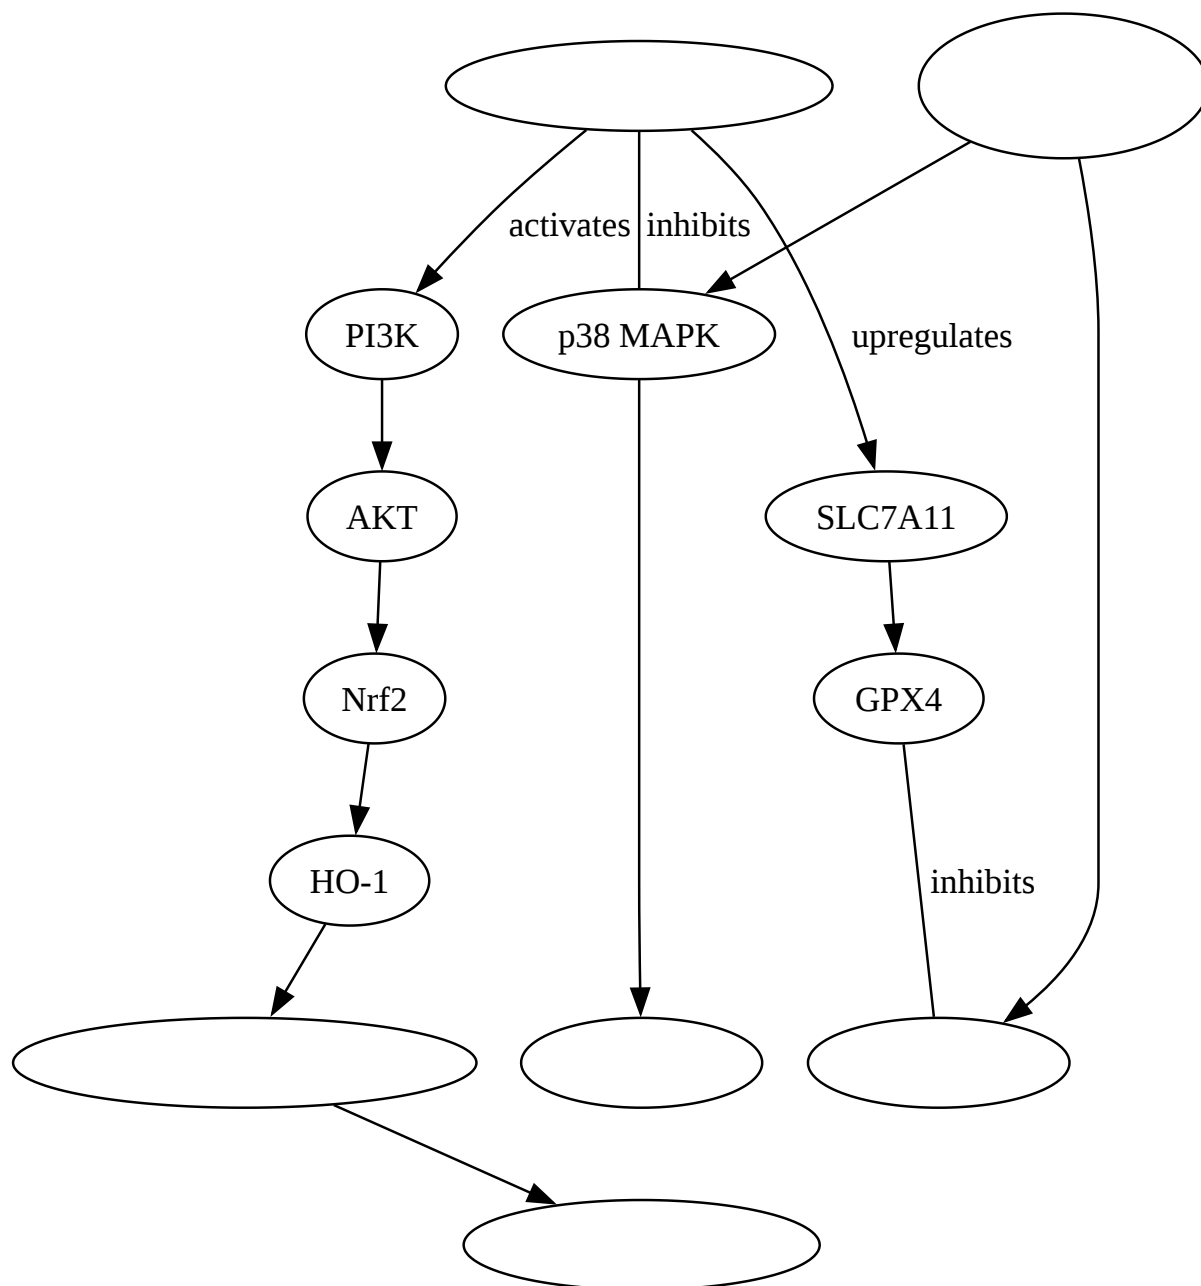 activates
inhibits
PI3K
p38 MAPK
upregulates
AKT
SLC7A11
Nrf2
GPX4
HO-1
inhibits